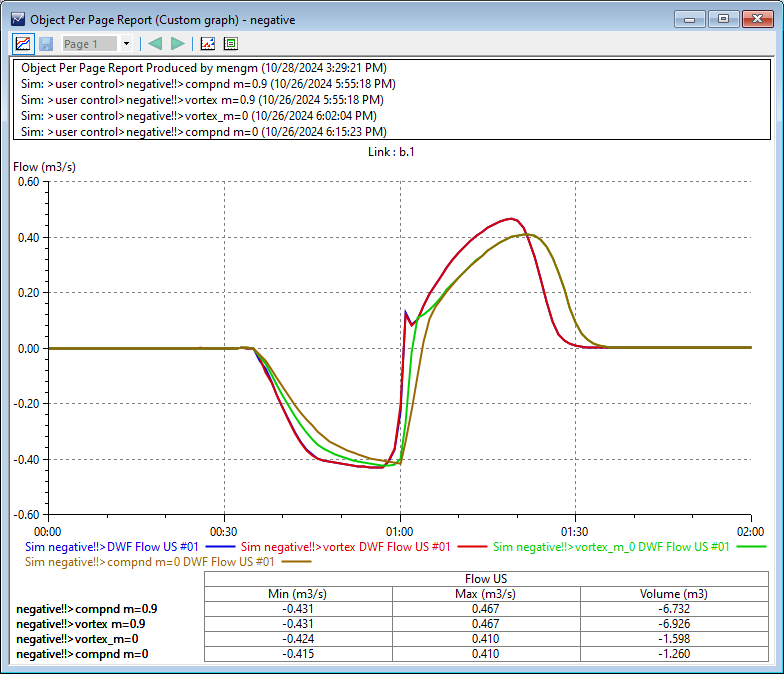 Object Per Page Report (Custom graph) - negative
Page 1
Object Per Page Report Produced by mengm (10/28/2024 3:29:21 PM)
Sim: >user control>negative!!>compnd m=0.9 (10/26/2024 5:55:18 PM)
Sim: >user control>negative!!>vortex m=0.9 (10/26/2024 5:55:18 PM)
Sim: >user control>negative!!>vortex_m=0 (10/26/2024 6:02:04 PM)
Sim: >user control>negative!!>compnd m=0 (10/26/2024 6:15:23 PM)
Link : b.1
Flow (m3/s)
0.60
0.40
0.20
0.00
-0.20
-0.40
-0.60
00:00 00:30 01:00 01:30 02:00
Sim negative!!>DWF Flow US #01 Sim negative!!>vortex DWF Flow US #01 Sim negative!!>vortex_m_0 DWF Flow US #01
Sim negative!!>compnd m=0 DWF Flow US #01
Flow US
Min (m3/s) Max (m3/s) Volume (m3)
negative!!>compnd m=0.9 -0.431 0.467 -6.732
negative!!>vortex m=0.9 -0.431 0.467 -6.926
negative!!>vortex_m=0 -0.424 0.410 -1.598
negative!!>compnd m=0 -0.415 0.410 -1.260